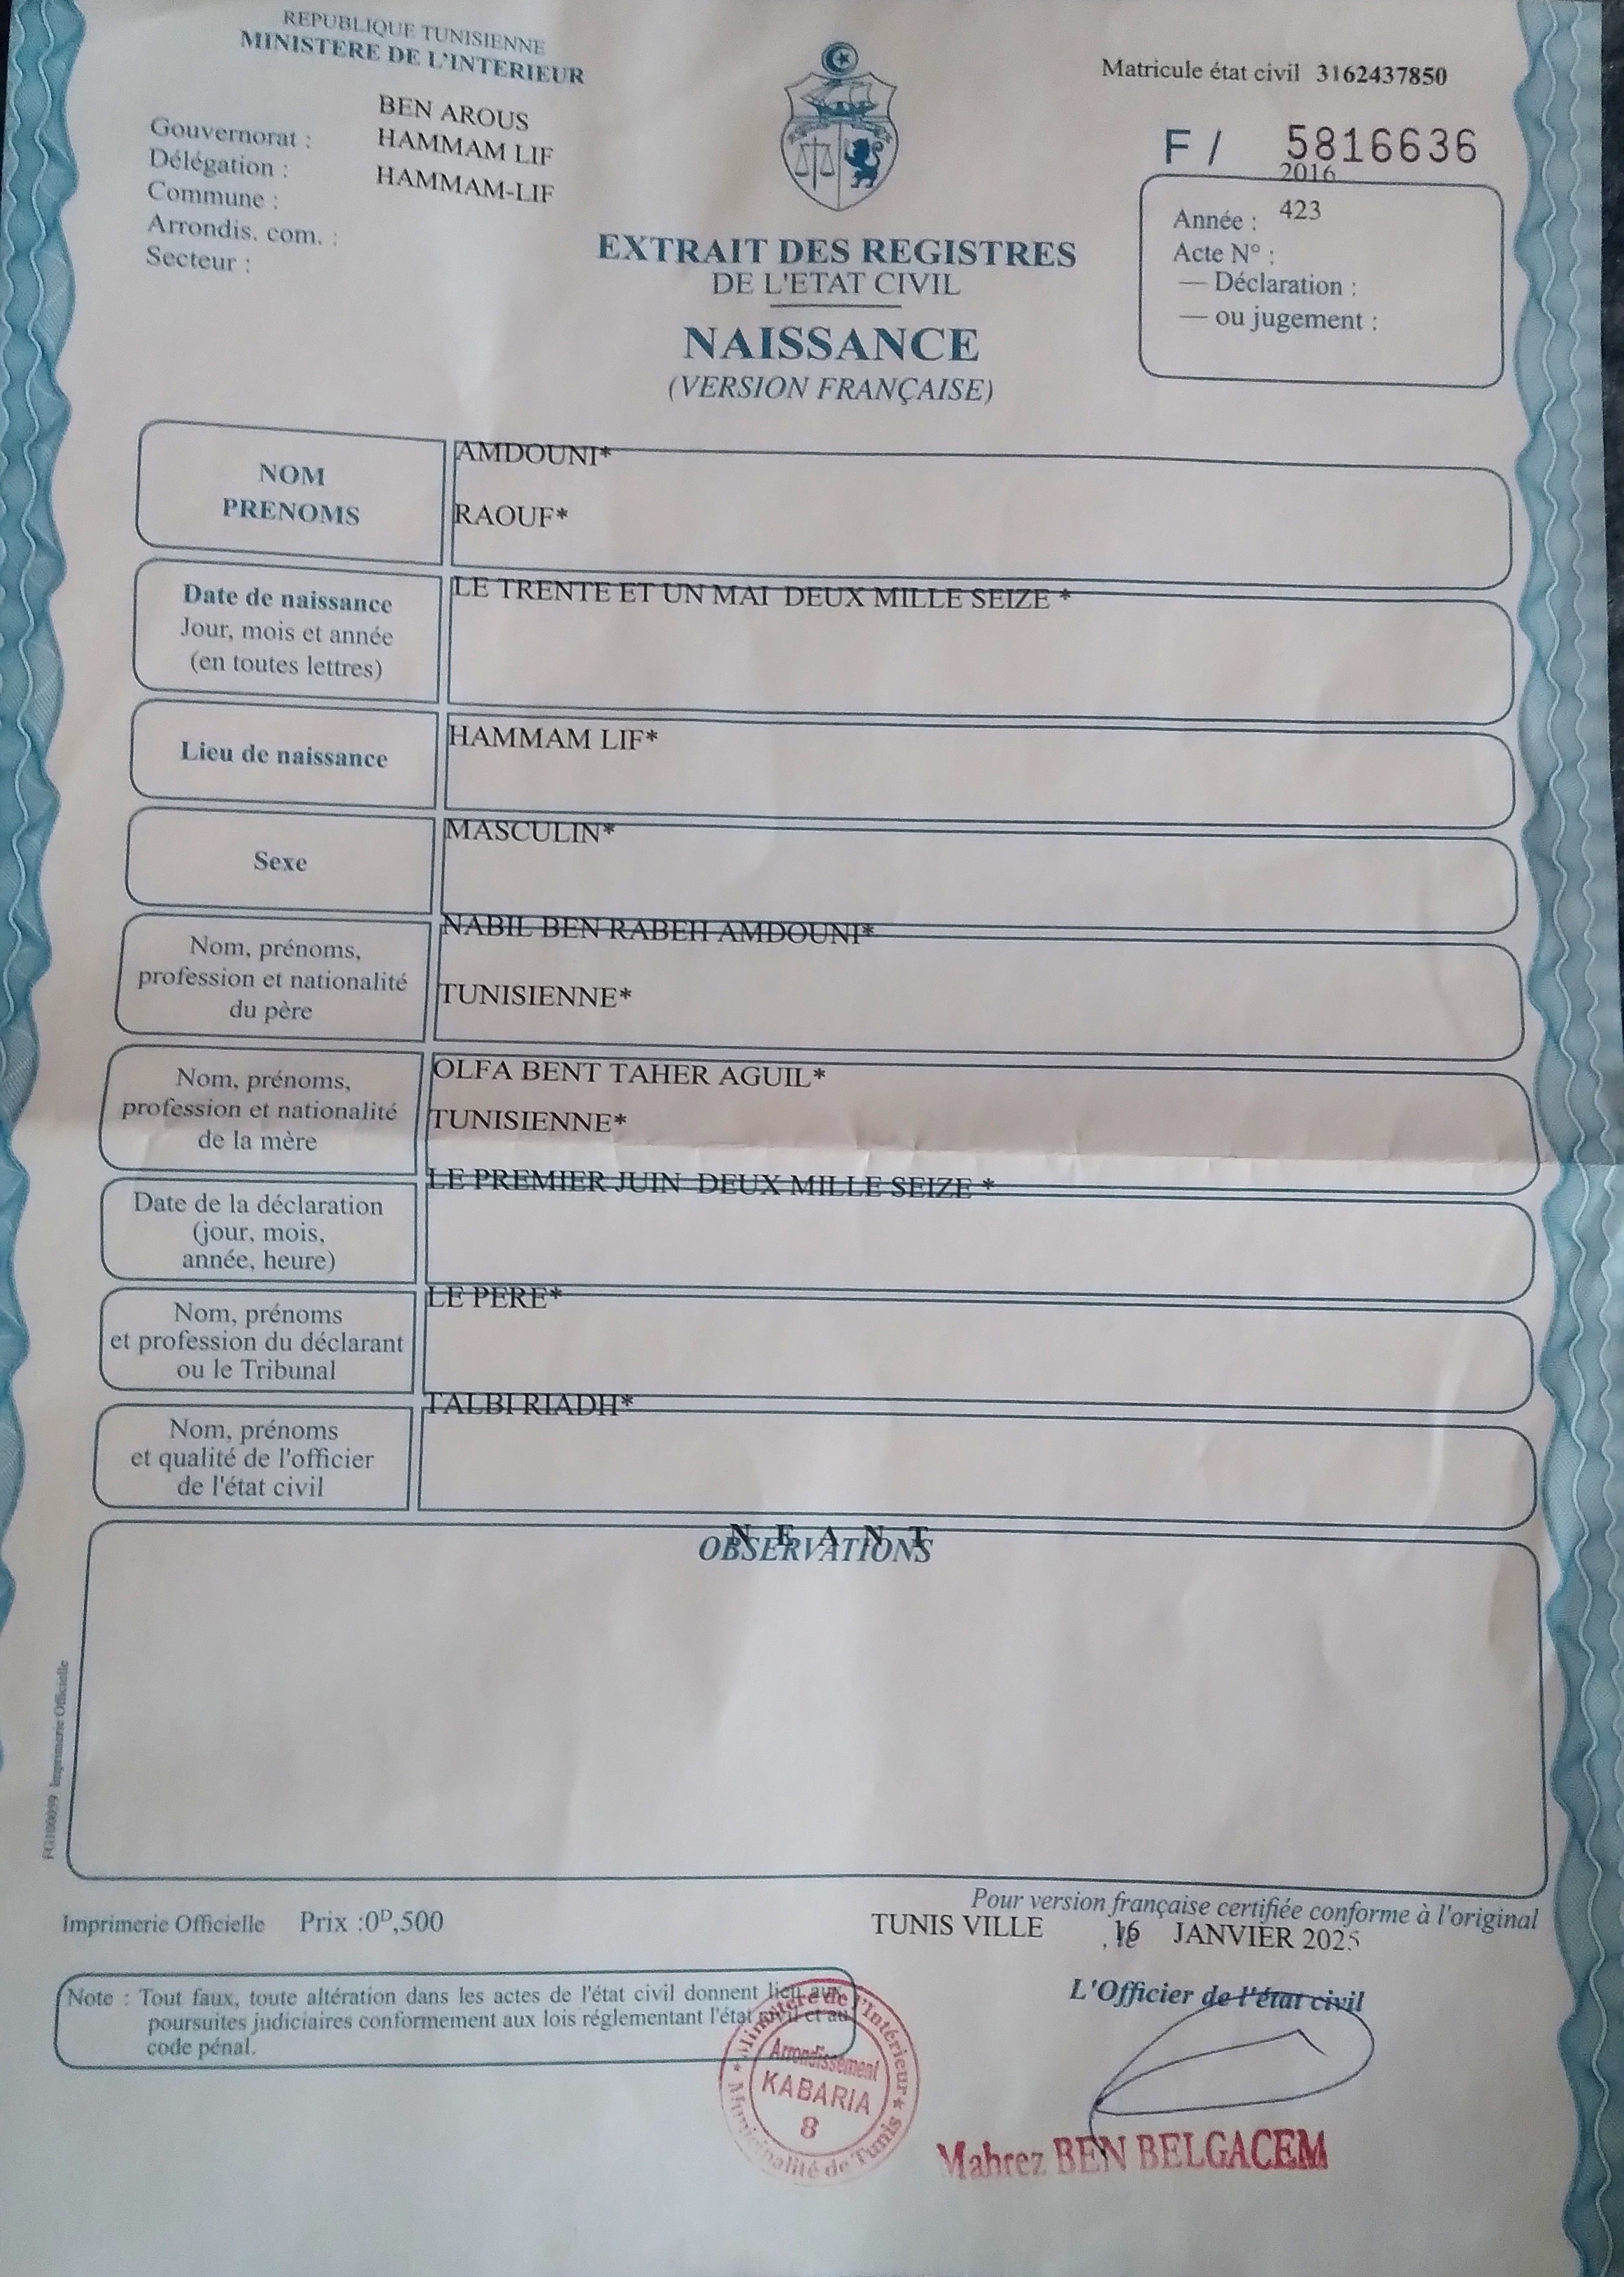 REPUBLIQUE TUNISIENNE
MINISTERE DE L'INTERIEUR
Matricule état civil 3162437850
F / 5816636
BEN AROUS
Gouvernorat :
HAMMAM LIF
Délégation :
HAMMAM-LIF
Commune :
Arrondis. com. :
Secteur :
2016
Année :
423
Acte N° :
— Déclaration :
— ou jugement :
EXTRAIT DES REGISTRES
DE L'ETAT CIVIL
NAISSANCE
(VERSION FRANÇAISE)
NOM
AMDOUNI*
PRENOMS
RAOUF*
Date de naissance
Jour, mois et année
(en toutes lettres)
LE TRENTE ET UN MAI DEUX MILLE SEIZE *
Lieu de naissance
HAMMAM LIF*
Sexe
MASCULIN*
Nom, prénoms,
profession et nationalité
du père
NABIL BEN RABEH AMDOUNI*
TUNISIENNE*
Nom, prénoms,
profession et nationalité
de la mère
OLFA BENT TAHER AGUIL*
TUNISIENNE*
Date de la déclaration
(jour, mois,
année, heure)
LE PREMIER JUIN DEUX MILLE SEIZE *
Nom, prénoms
et profession du déclarant
ou le Tribunal
LE PERE*
Nom, prénoms
et qualité de l'officier
de l'état civil
TALBI RIADH*
N E A N T
OBSERVATIONS
FG100059 Imprimerie Officielle
Imprimerie Officielle Prix :0ᴰ,500
Pour version française certifiée conforme à l'original
TUNIS VILLE , 16 JANVIER 2025
L'Officier de l'état civil
Note : Tout faux, toute altération dans les actes de l'état civil donnent lieu aux
poursuites judiciaires conformement aux lois réglementant l'état civil et au
code pénal.
Ministère de l'Intérieur
Arrondissement
KABARIA
8
Municipalité de Tunis
Mahrez BEN BELGACEM